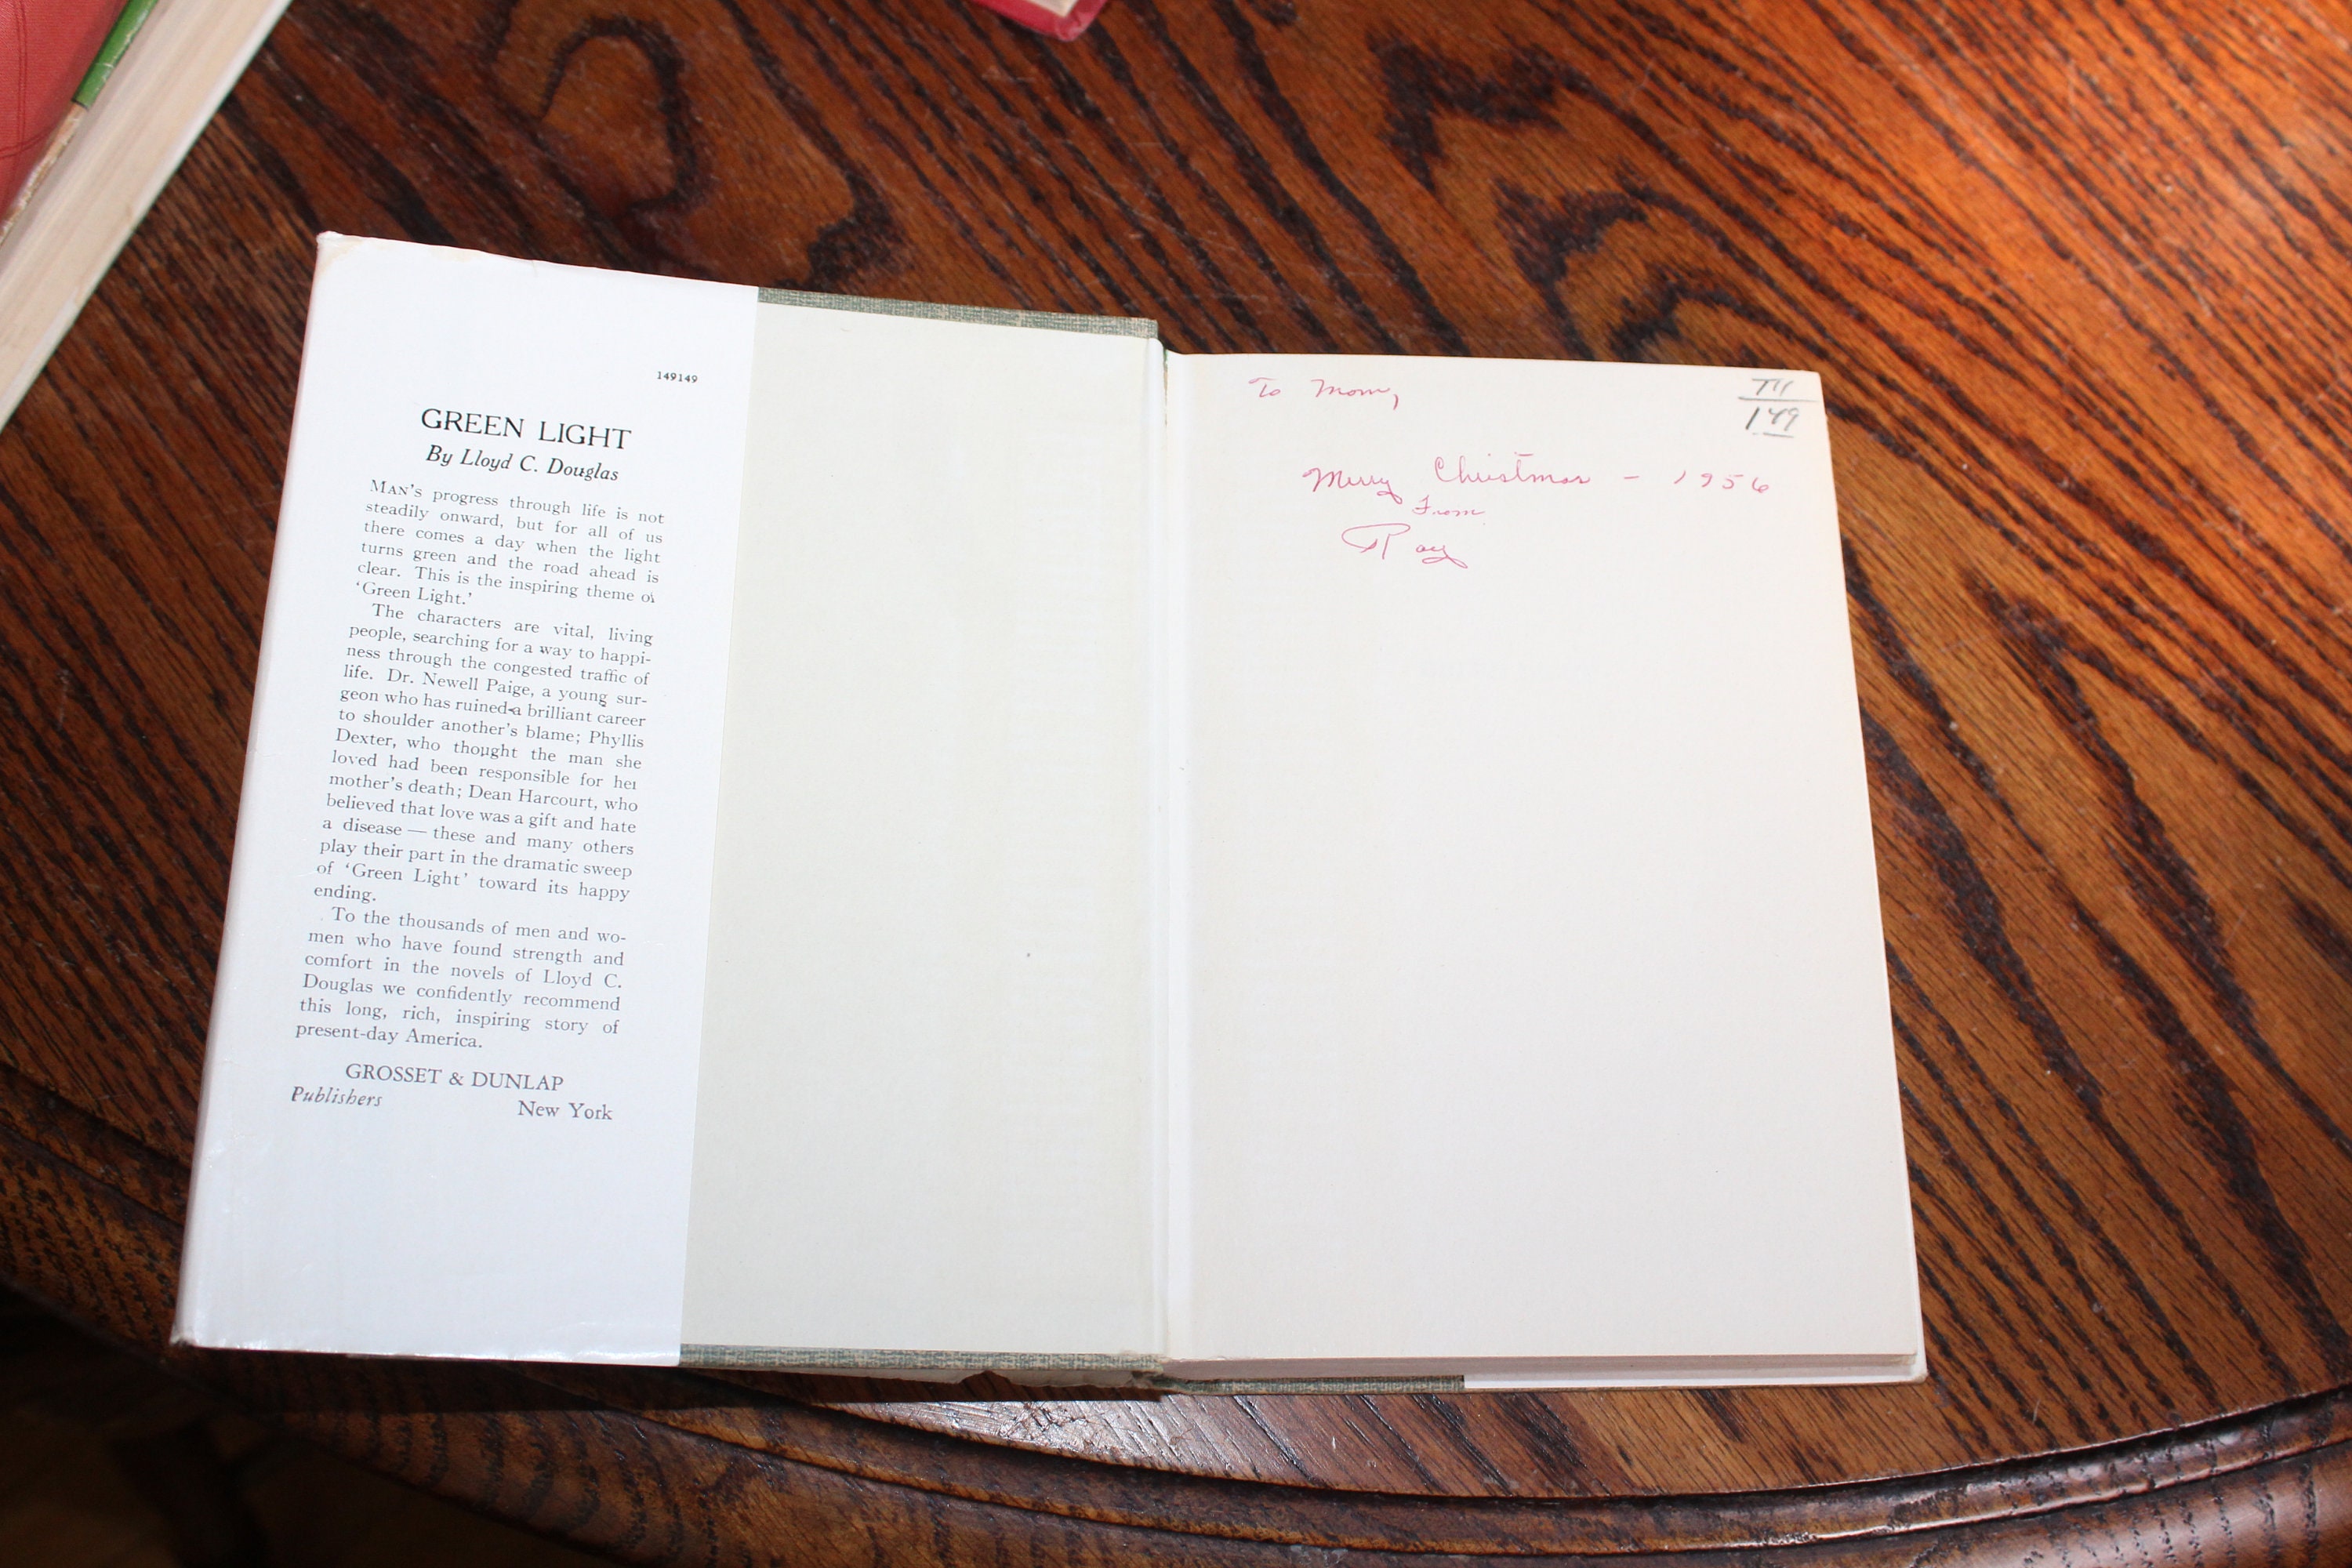 149149
GREEN LIGHT
By Lloyd C. Douglas
MAN'S progress through life is not
steadily onward, but for all of us
there comes a day when the light
turns green and the road ahead is
clear. This is the inspiring theme of
'Green Light.'
The characters are vital, living
people, searching for a way to happi-
ness through the congested traffic of
life. Dr. Newell Paige, a young sur-
geon who has ruined a brilliant career
to shoulder another's blame; Phyllis
Dexter, who thought the man she
loved had been responsible for her
mother's death; Dean Harcourt, who
believed that love was a gift and hate
a disease — these and many others
play their part in the dramatic sweep
of 'Green Light' toward its happy
ending.
To the thousands of men and wo-
men who have found strength and
comfort in the novels of Lloyd C.
Douglas we confidently recommend
this long, rich, inspiring story of
present-day America.
GROSSET & DUNLAP
Publishers New York
To Mom,
Merry Christmas - 1956
From
Ray
149